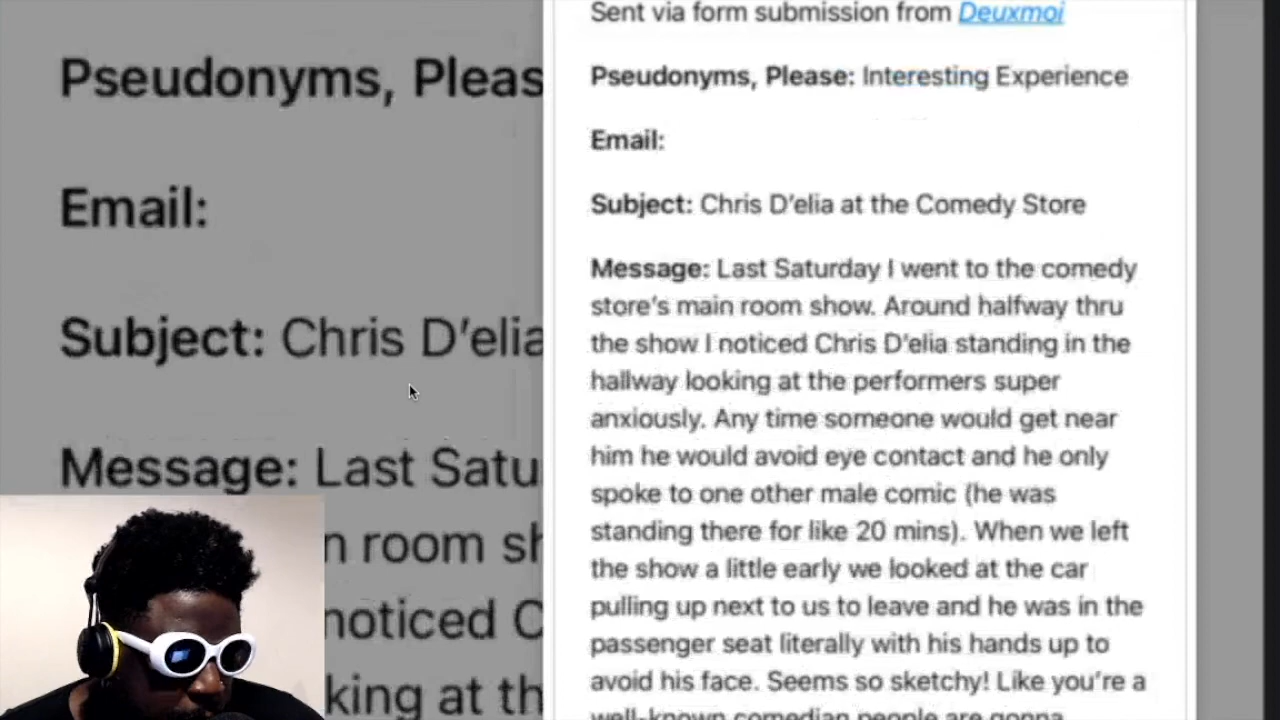 Pseudonyms, Pleas
Email:
Subject: Chris D'elia
Message: Last Satu
n room sh
noticed C
king at th
Sent via form submission from Deuxmoi
Pseudonyms, Please: Interesting Experience
Email:
Subject: Chris D'elia at the Comedy Store
Message: Last Saturday I went to the comedy
store's main room show. Around halfway thru
the show I noticed Chris D'elia standing in the
hallway looking at the performers super
anxiously. Any time someone would get near
him he would avoid eye contact and he only
spoke to one other male comic (he was
standing there for like 20 mins). When we left
the show a little early we looked at the car
pulling up next to us to leave and he was in the
passenger seat literally with his hands up to
avoid his face. Seems so sketchy! Like you're a
well-known comedian people are gonna